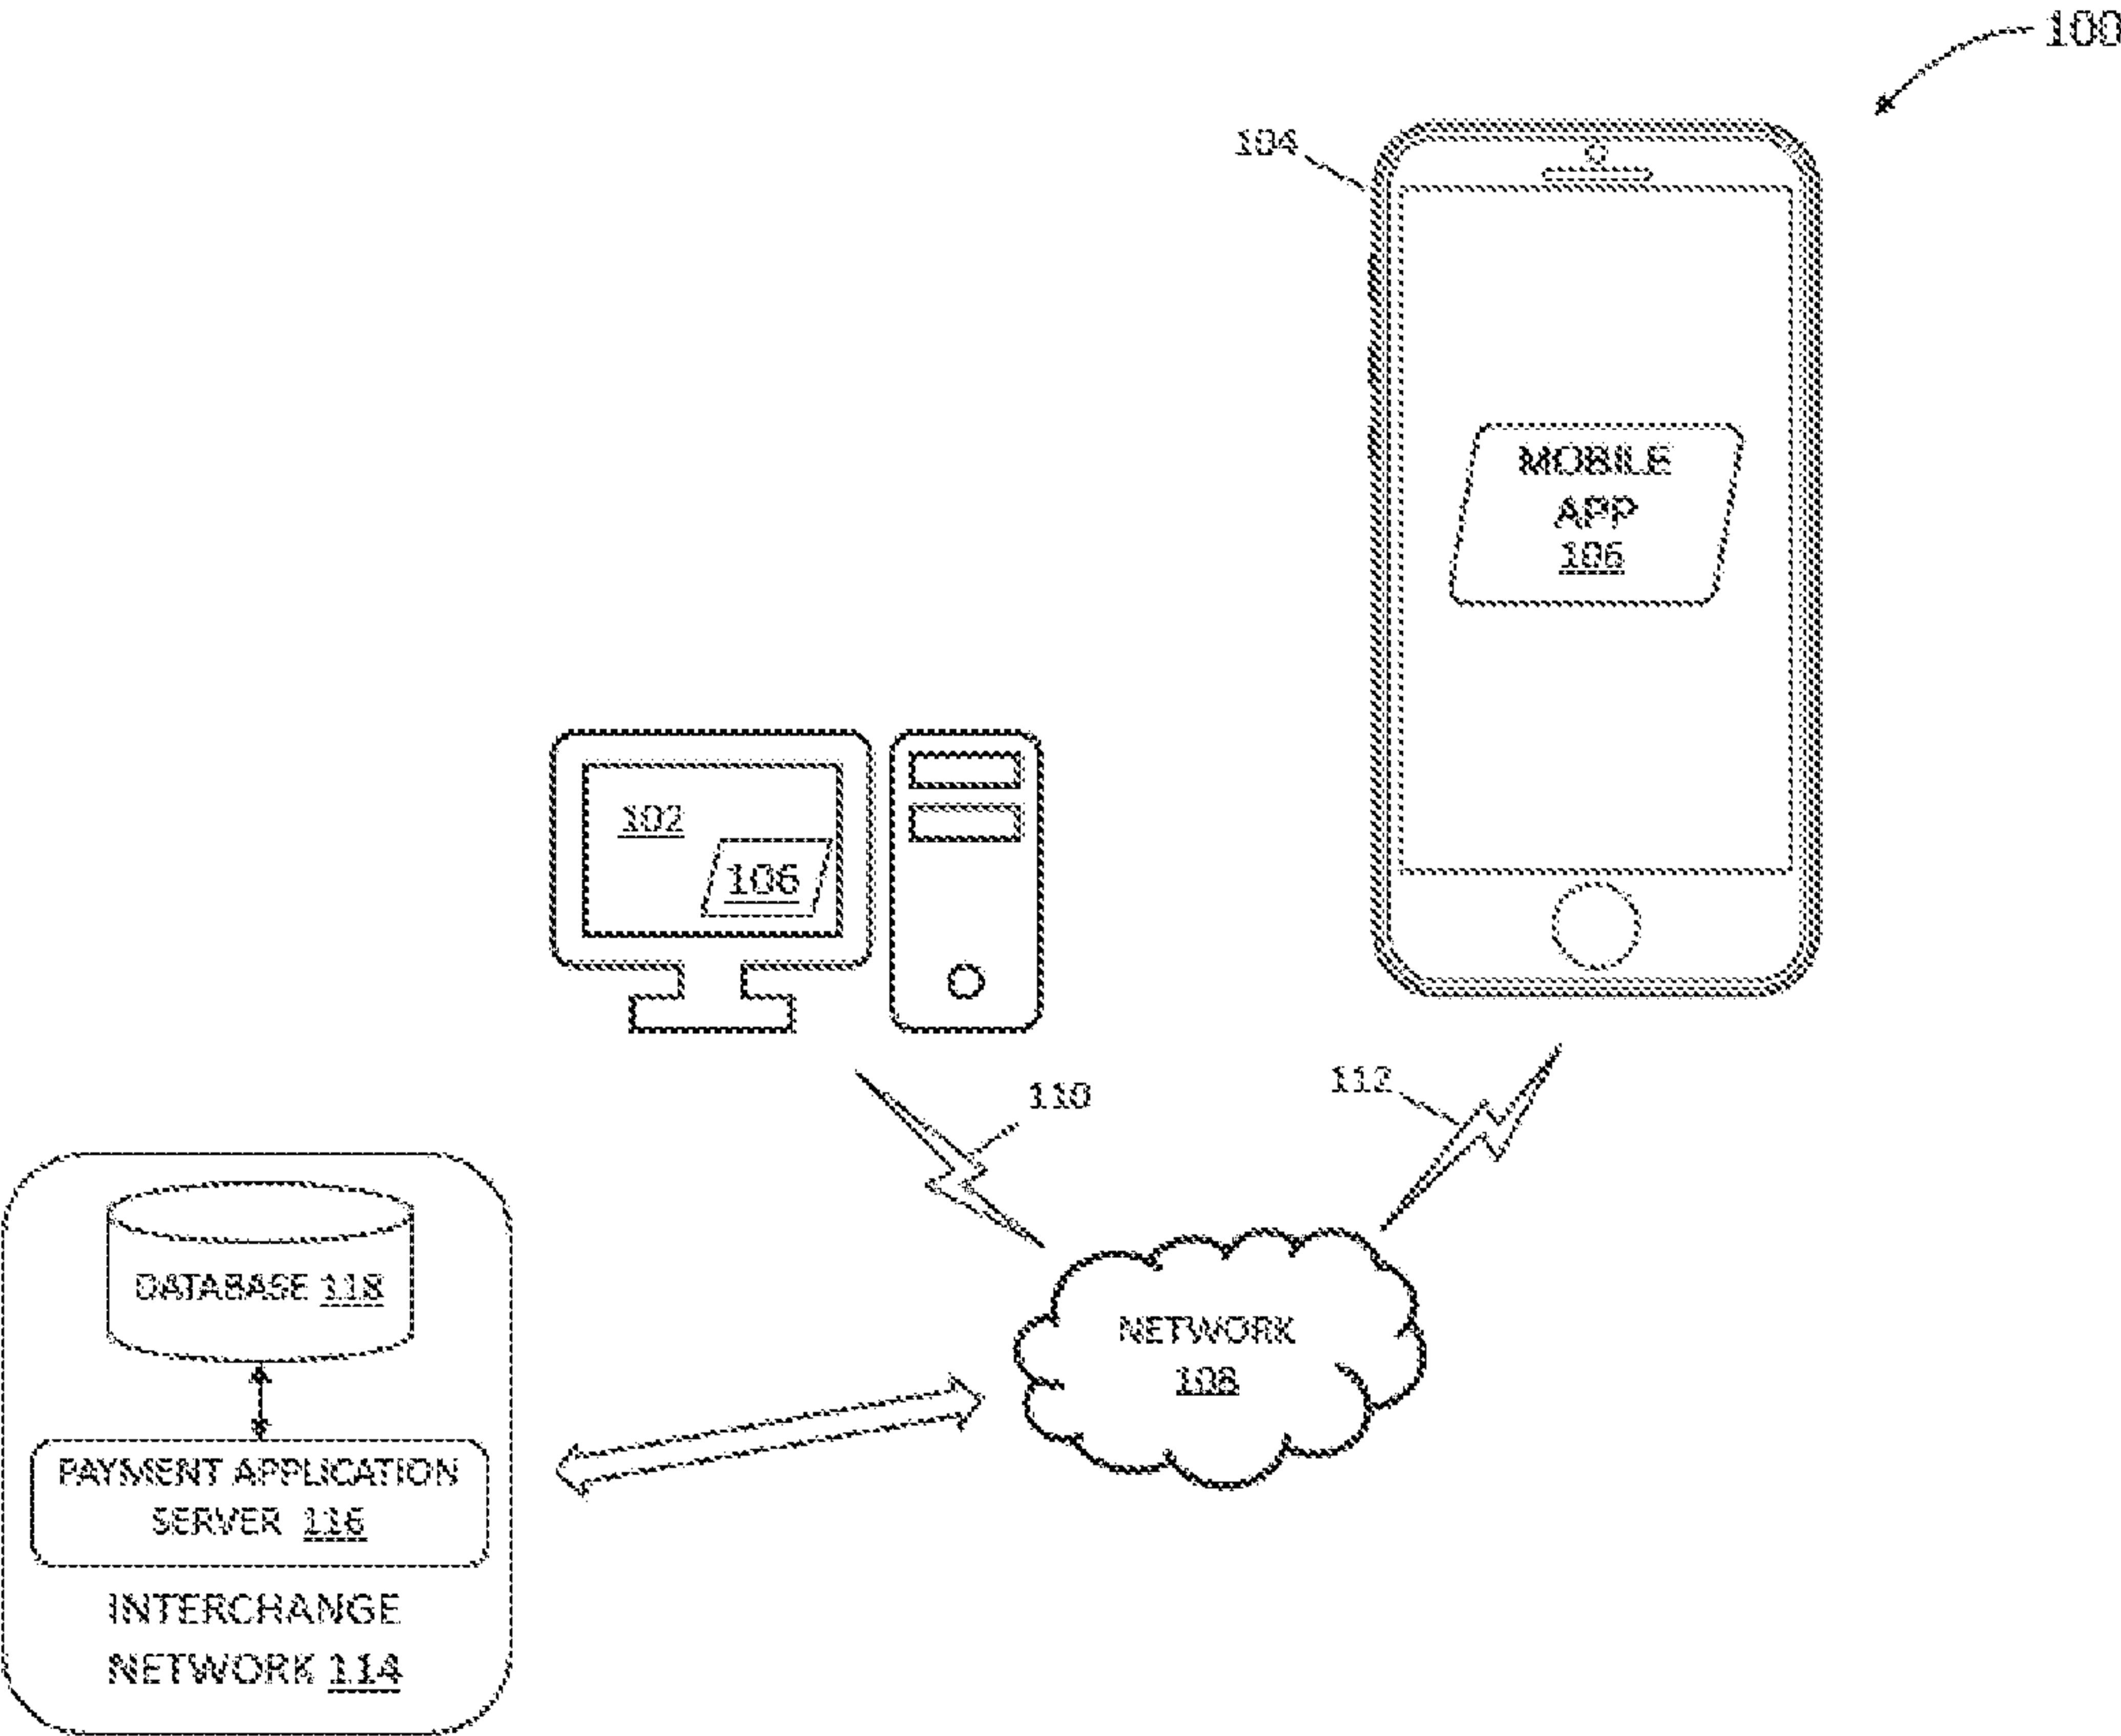 100
104
MOBILE
APP
106
102
106
110
112
DATABASE 118
NETWORK
108
PAYMENT APPLICATION
SERVER 116
INTERCHANGE
NETWORK 114